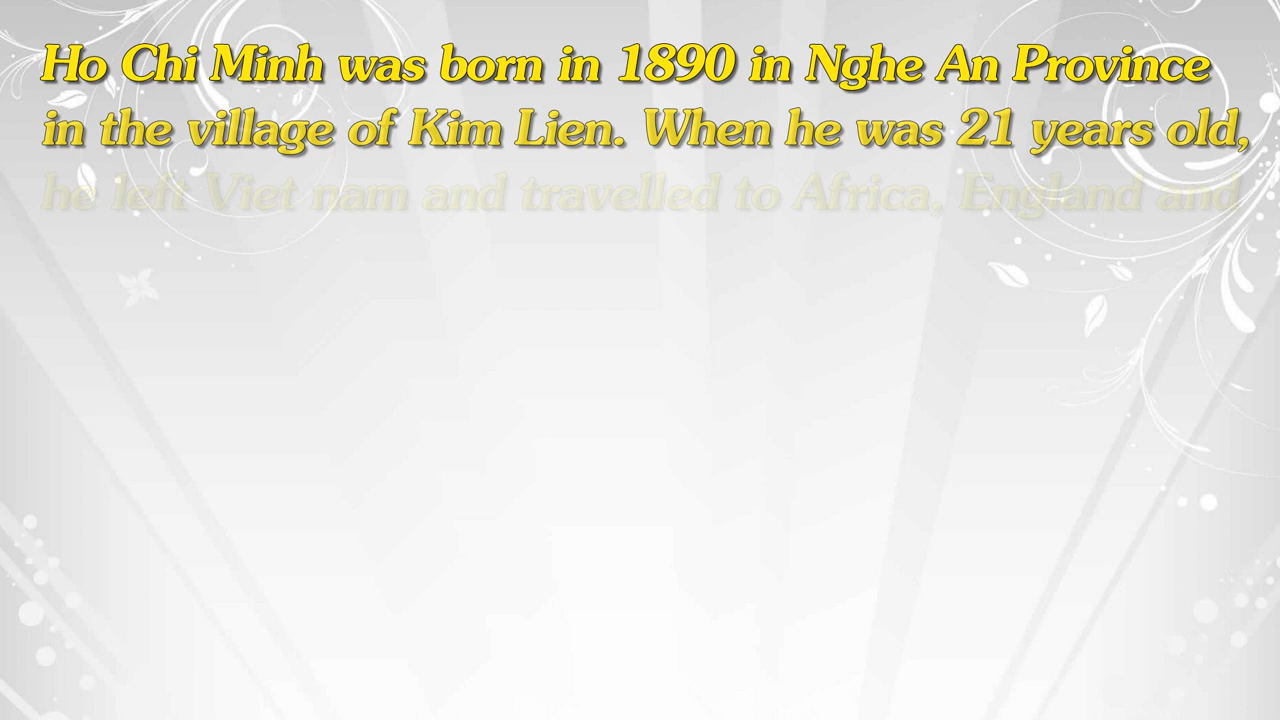 Ho Chi Minh was born in 1890 in Nghe An Province
in the village of Kim Lien. When he was 21 years old,
he left Viet nam and travelled to Africa, England and